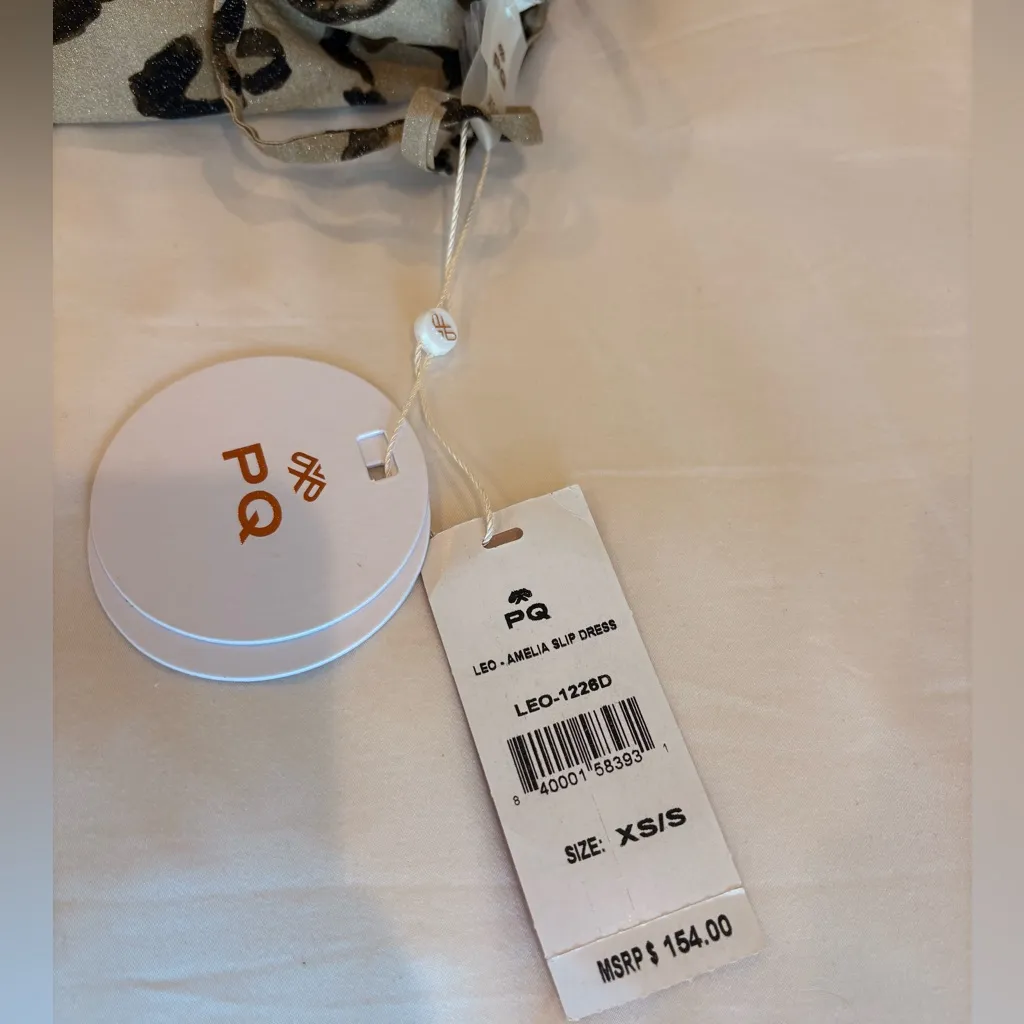 PQ
PQ
LEO - AMELIA SLIP DRESS
LEO-1226D
8 40001 58393 1
SIZE: XS/S
MSRP $ 154.00